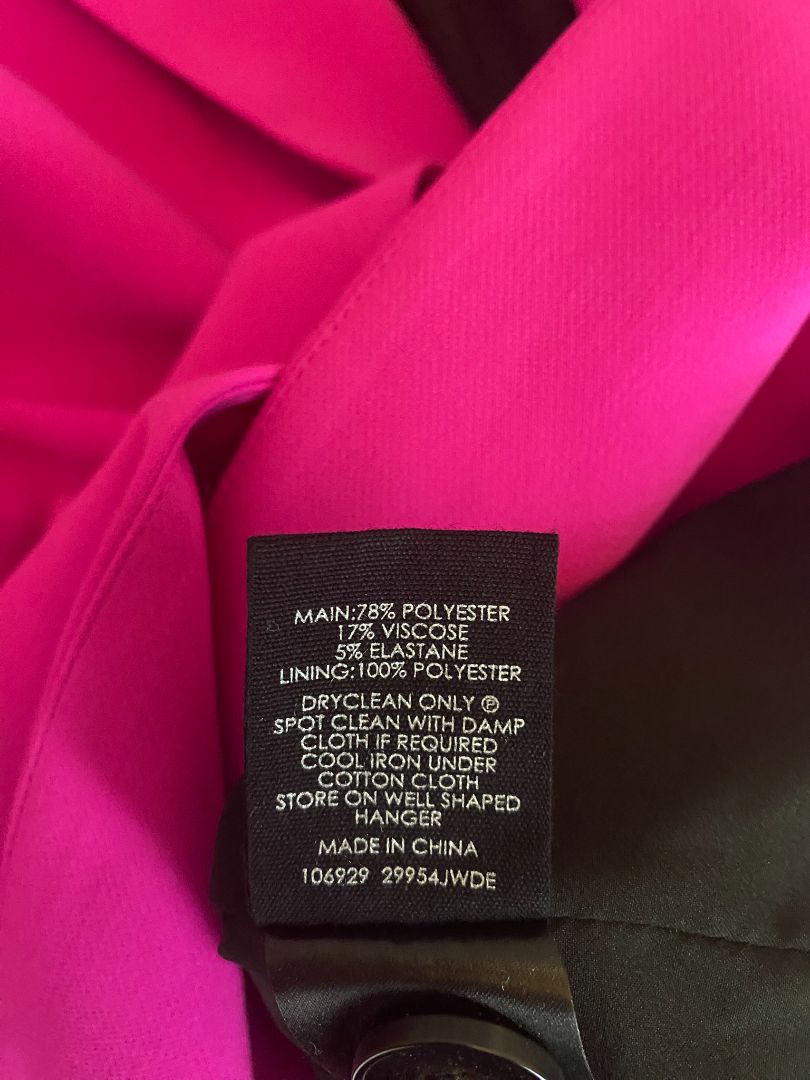 MAIN:78% POLYESTER
17% VISCOSE
5% ELASTANE
LINING:100% POLYESTER
DRYCLEAN ONLY Ⓟ
SPOT CLEAN WITH DAMP
CLOTH IF REQUIRED
COOL IRON UNDER
COTTON CLOTH
STORE ON WELL SHAPED
HANGER
MADE IN CHINA
106929 29954JWDE